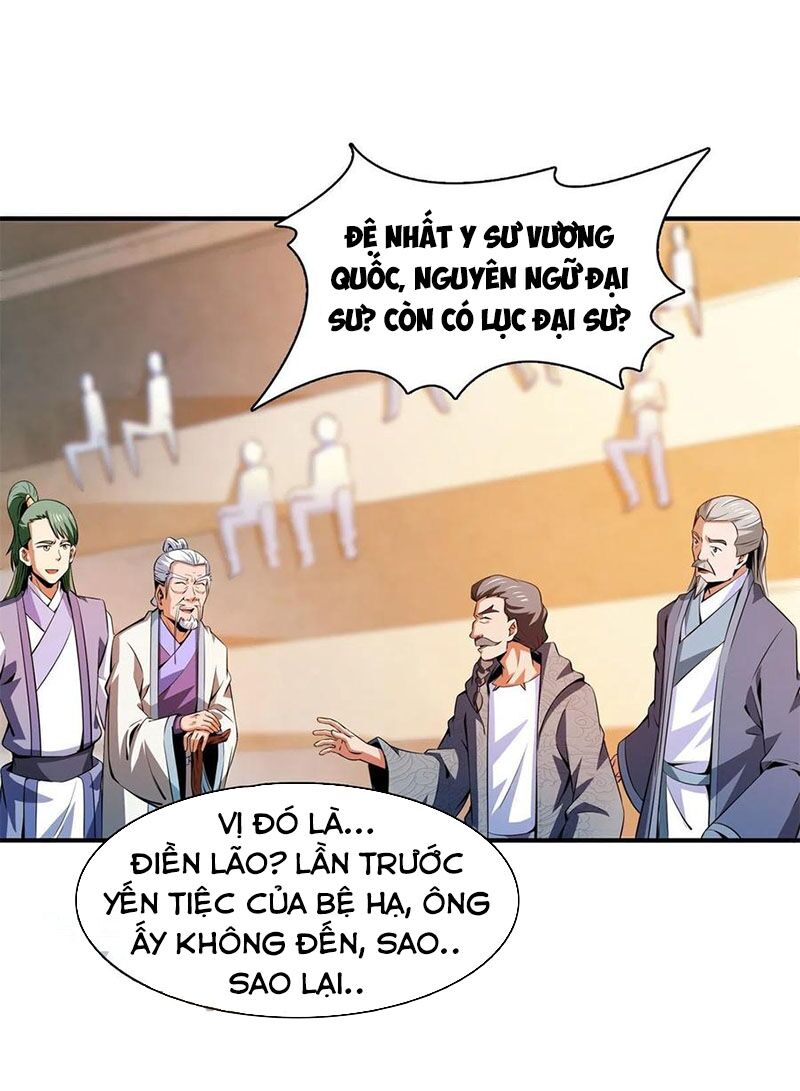 ĐỆ NHẤT Y SƯ VƯƠNG
QUỐC, NGUYÊN NGỮ ĐẠI
SƯ? CÒN CÓ LỤC ĐẠI SƯ?
VỊ ĐÓ LÀ...
ĐIỀN LÃO? LẦN TRƯỚC
YẾN TIỆC CỦA BỆ HẠ, ÔNG
ẤY KHÔNG ĐẾN, SAO..
SAO LẠI..